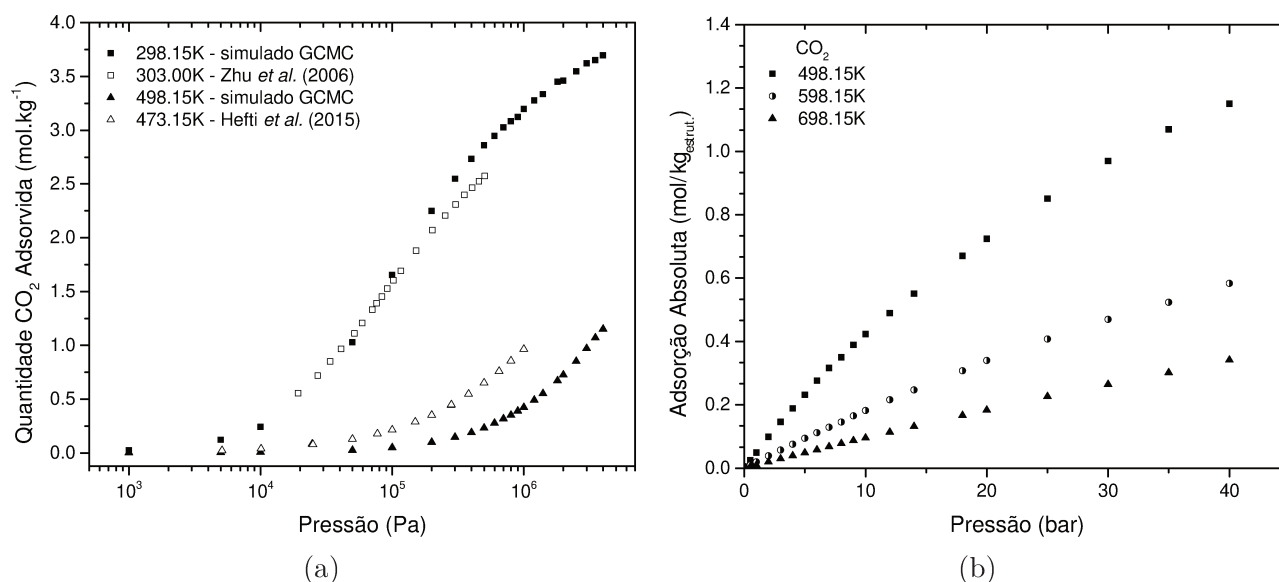 4.0
3.5
3.0
2.5
2.0
1.5
1.0
0.5
0.0
Quantidade CO₂ Adsorvida (mol.kg⁻¹)
298.15K - simulado GCMC
303.00K - Zhu et al. (2006)
498.15K - simulado GCMC
473.15K - Hefti et al. (2015)
10³ 10⁴ 10⁵ 10⁶
Pressão (Pa)
(a)
1.4
1.2
1.0
0.8
0.6
0.4
0.2
0.0
Adsorção Absoluta (mol/kg estrut.)
CO₂
498.15K
598.15K
698.15K
0 10 20 30 40
Pressão (bar)
(b)